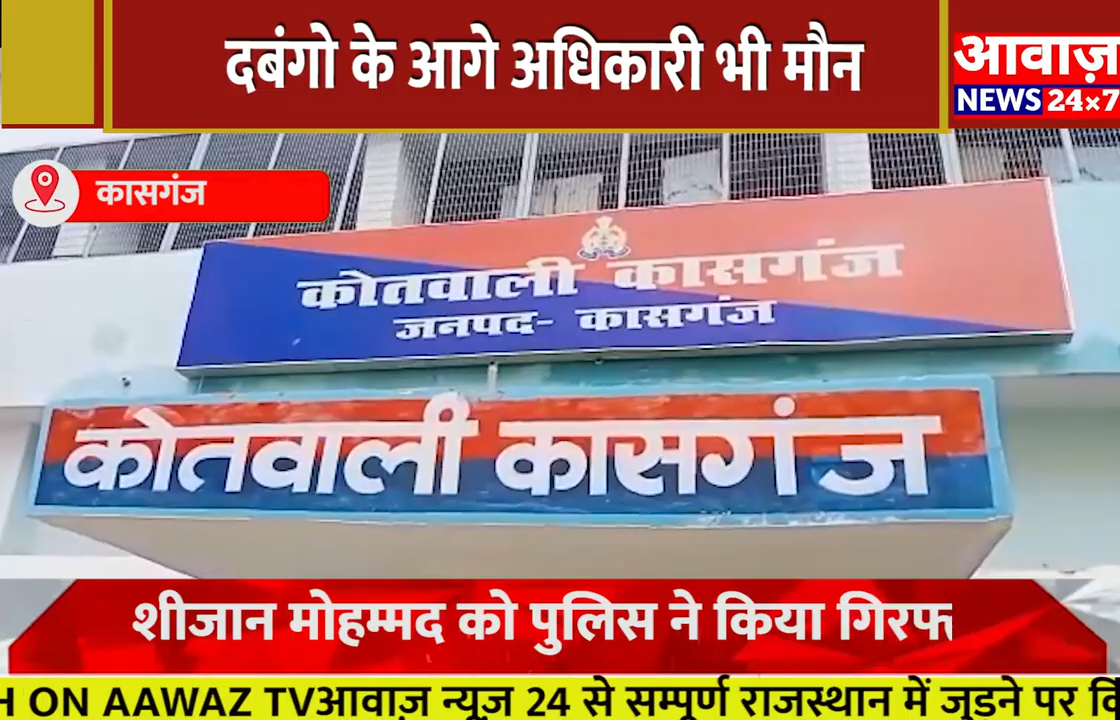 दबंगो के आगे अधिकारी भी मौन
आवाज़
NEWS 24×7
कासगंज
कोतवाली कासगंज
जनपद- कासगंज
कोतवाली कासगंज
शीजान मोहम्मद को पुलिस ने किया
H ON AAWAZ TVआवाज़ न्यूज़ 24 से सम्पूर्ण राजस्थान में जुड़ने पर